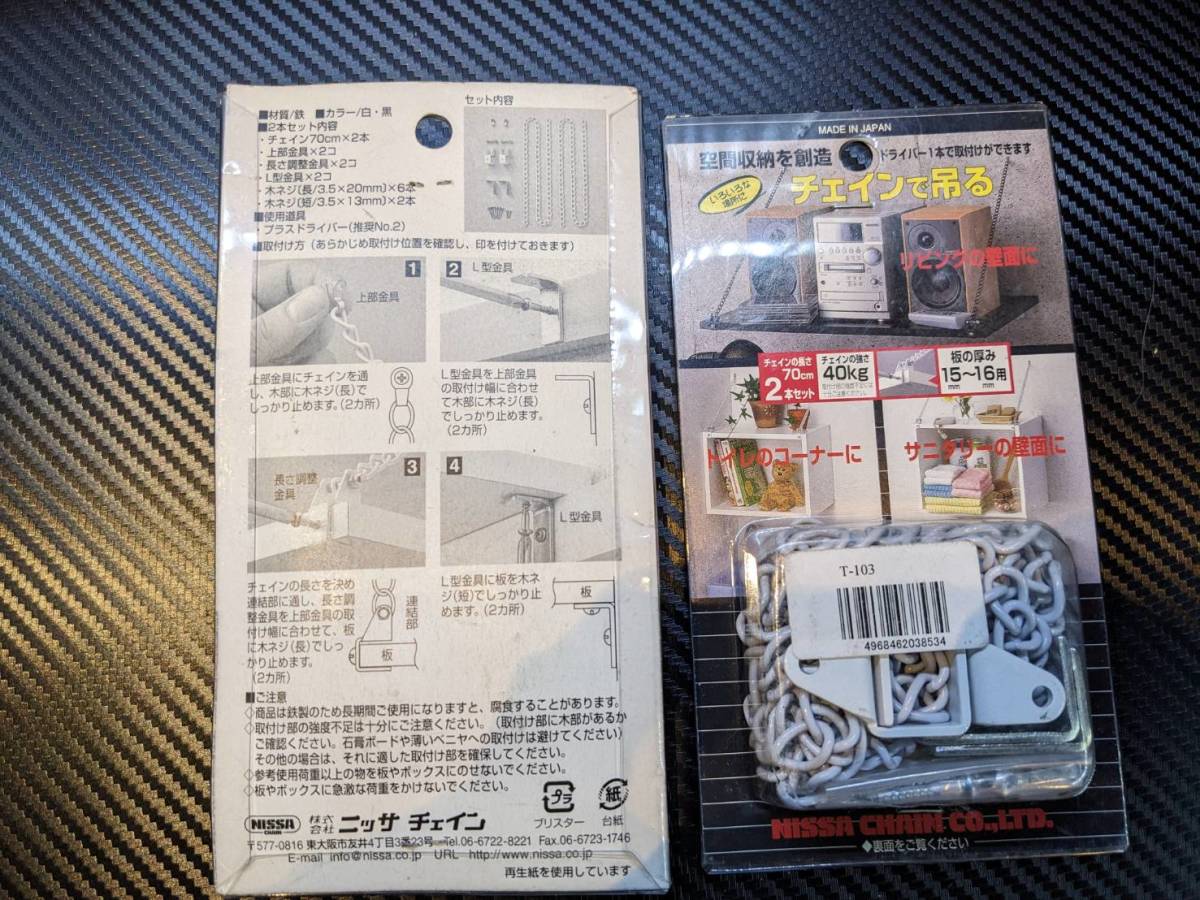 ■材質/鉄 ■カラー/白・黒
■2本セット内容
・チェイン70cm×2本
・上部金具×2コ
・長さ調整金具×2コ
・L型金具×2コ
・木ネジ(長/3.5×20mm)×6本
・木ネジ(短/3.5×13mm)×2本
■使用道具
・プラスドライバー(推奨No.2)
■取付け方(あらかじめ取付け位置を確認し、印を付けておきます)
セット内容
1
上部金具
上部金具にチェインを通
し、木部に木ネジ(長)で
しっかり止めます。(2カ所)
2
L型金具
L型金具を上部金具
の取付け幅に合わせ
て木部に木ネジ(長)
でしっかり止めます。
(2カ所)
3
長さ調整
金具
チェインの長さを決め
連結部に通し、長さ調
整金具を上部金具の取
付け幅に合わせて、板
に木ネジ(長)でしっ
かり止めます。
(2カ所)
連結部
板
4
L型金具
L型金具に板を木ネ
ジ(短)でしっかり止
めます。(2カ所)
板
■ご注意
◇商品は鉄製のため長期間ご使用になりますと、腐食することがあります。
◇取付け部の強度不足は十分にご注意ください。(取付け部に木部があるか
ご確認ください。石膏ボードや薄いベニヤへの取付けは避けてください)
その他の場合は、それに適した取付け部を確保してください。
◇参考使用荷重以上の物を板やボックスにのせないでください。
◇板やボックスに急激な荷重をかけないでください。
NISSA CHAIN 株式会社 ニッサ チェイン
プラ ブリスター
紙 台紙
〒577-0816 東大阪市友井4丁目3番23号 Tel.06-6722-8221 Fax.06-6723-1746
E-mail info@nissa.co.jp URL http://www.nissa.co.jp
再生紙を使用しています
MADE IN JAPAN
空間収納を創造
ドライバー1本で取付けができます
いろいろな
場所に
チェインで吊る
リビングの壁面に
チェインの長さ
70cm
2本セット
チェインの強さ
40kg
板の厚み
15〜16用
mm mm
トイレのコーナーに
サニタリーの壁面に
T-103
4968462038534
NISSA CHAIN CO.,LTD.
◆裏面をご覧ください